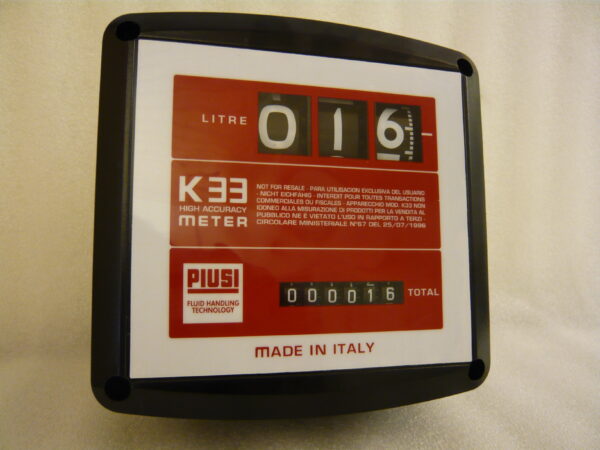 LITRE 016
K33
HIGH ACCURACY
METER
NOT FOR RESALE - PARA UTILISACION EXCLUSIVA DEL USUARIO
- NICHT EICHFÄHIG - INTERDIT POUR TOUTES TRANSACTIONS
COMMERCIALES OU FISCALES - APPARECCHIO MOD. K33 NON
IDONEO ALLA MISURAZIONE DI PRODOTTI PER LA VENDITA AL
PUBBLICO NE È VIETATO L'USO IN RAPPORTO A TERZI -
CIRCOLARE MINISTERIALE N°67 DEL 25/07/1996
PIUSI
FLUID HANDLING
TECHNOLOGY
000016 TOTAL
MADE IN ITALY